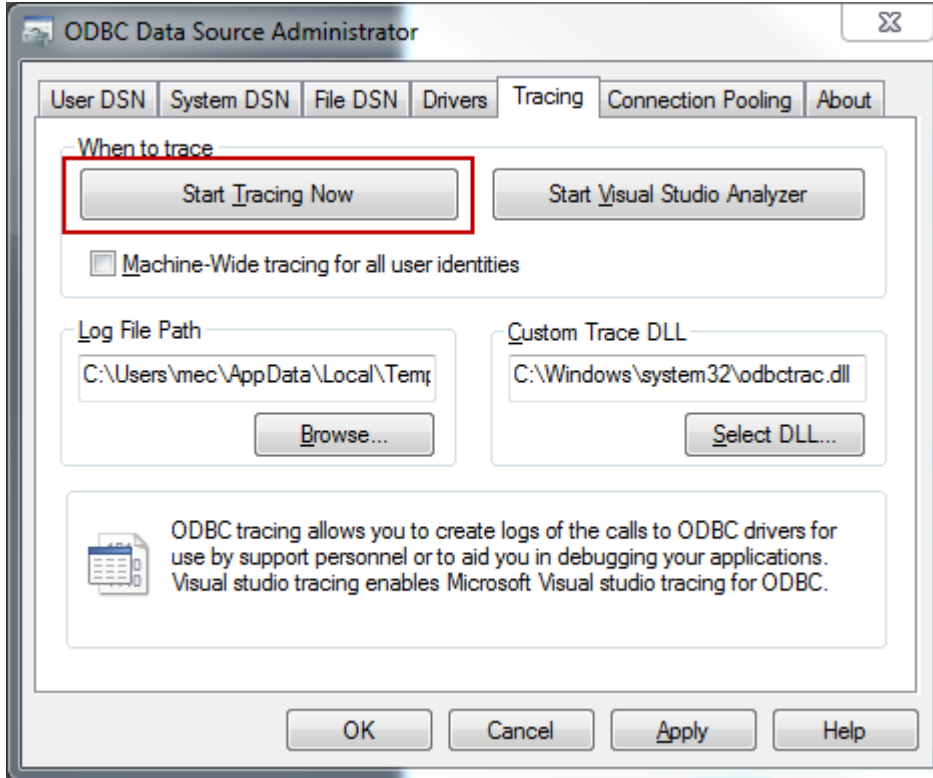 ODBC Data Source Administrator
User DSN System DSN File DSN Drivers Tracing Connection Pooling About
When to trace
Start Tracing Now Start Visual Studio Analyzer
Machine-Wide tracing for all user identities
Log File Path Custom Trace DLL
C:\Users\mec\AppData\Local\Temp C:\Windows\system32\odbctrac.dll
Browse... Select DLL...
ODBC tracing allows you to create logs of the calls to ODBC drivers for
use by support personnel or to aid you in debugging your applications.
Visual studio tracing enables Microsoft Visual studio tracing for ODBC.
OK Cancel Apply Help